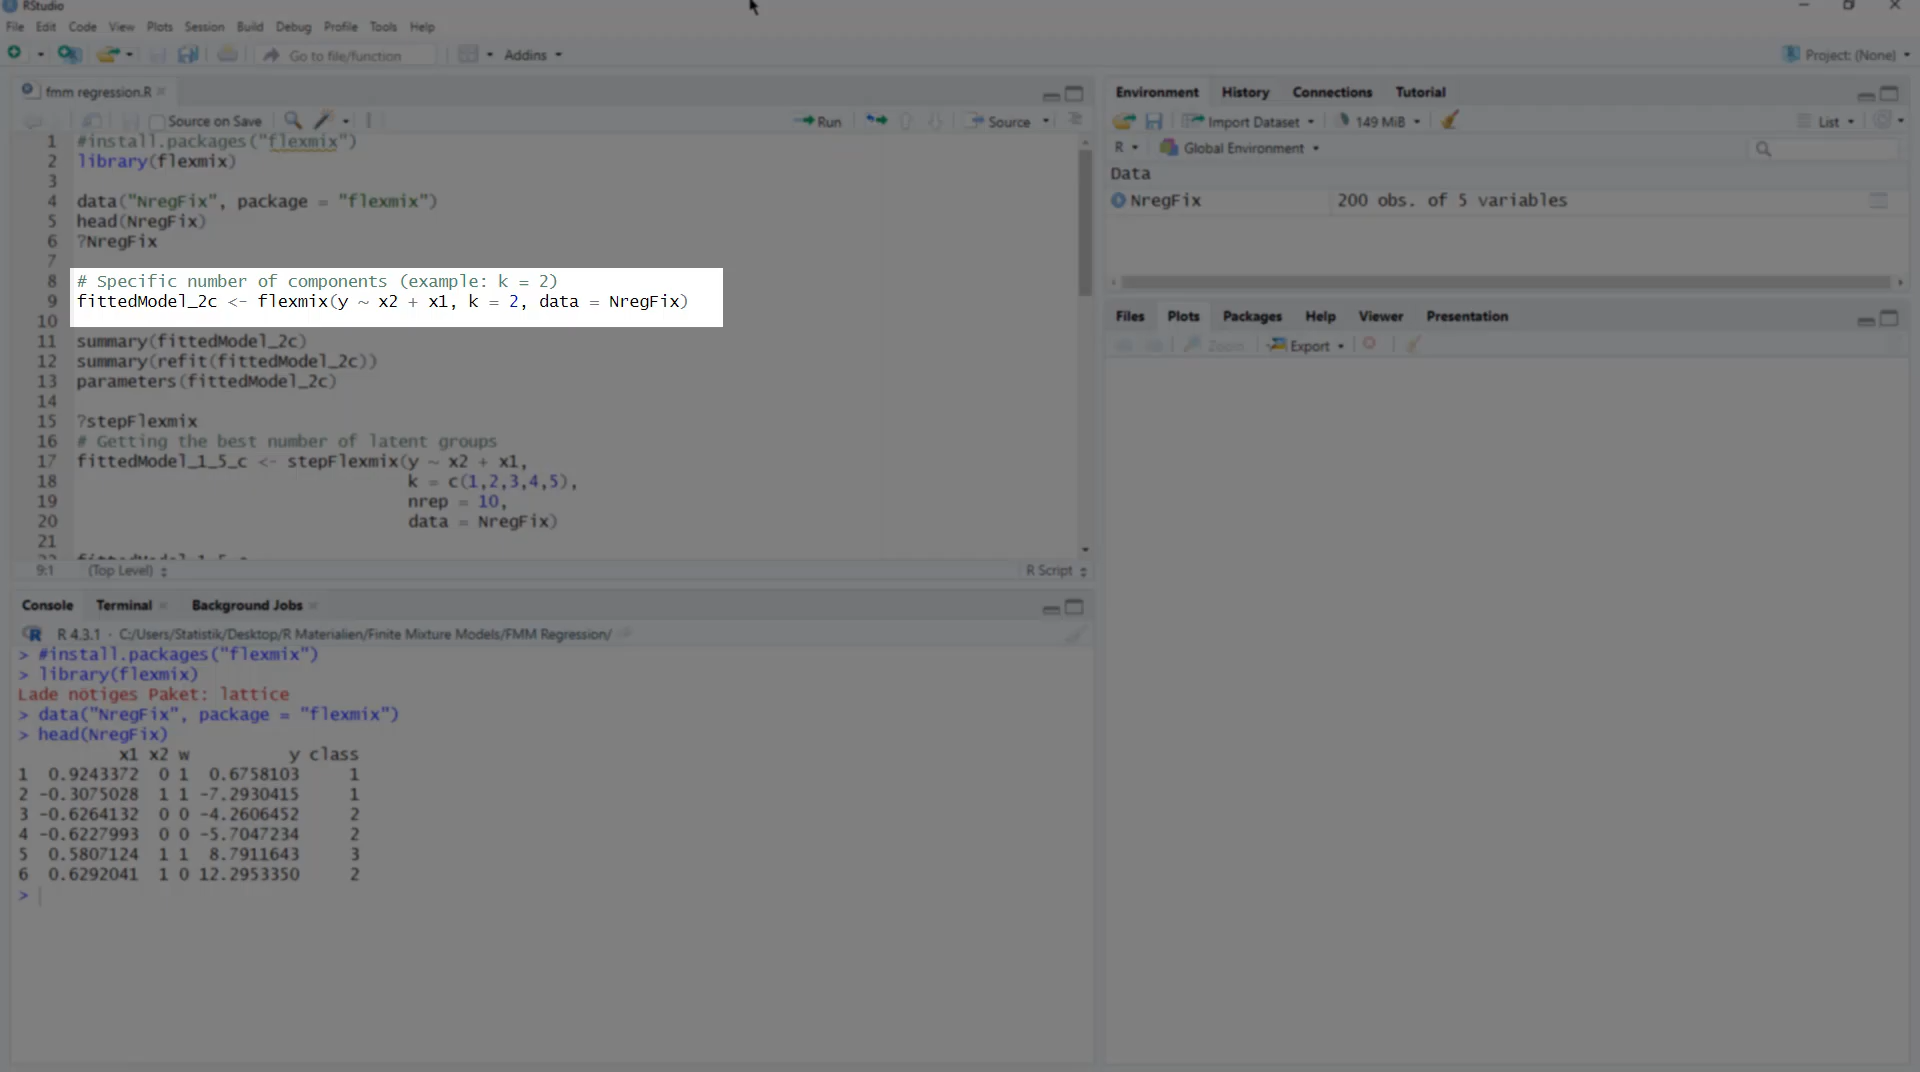 RStudio
File Edit Code View Plots Session Build Debug Profile Tools Help
Go to file/function Addins Project: (None)
fmm regression.R
Source on Save Run Source
1 #install.packages("flexmix")
2 library(flexmix)
3
4 data("NregFix", package = "flexmix")
5 head(NregFix)
6 ?NregFix
7
8 # Specific number of components (example: k = 2)
9 fittedModel_2c <- flexmix(y ~ x2 + x1, k = 2, data = NregFix)
10
11 summary(fittedModel_2c)
12 summary(refit(fittedModel_2c))
13 parameters(fittedModel_2c)
14
15 ?stepFlexmix
16 # Getting the best number of latent groups
17 fittedModel_1_5_c <- stepFlexmix(y ~ x2 + x1,
18 k = c(1,2,3,4,5),
19 nrep = 10,
20 data = NregFix)
21
9:1 (Top Level) R Script
Console Terminal Background Jobs
R 4.3.1 · C:/Users/Statistik/Desktop/R Materialien/Finite Mixture Models/FMM Regression/
> #install.packages("flexmix")
> library(flexmix)
Lade nötiges Paket: lattice
> data("NregFix", package = "flexmix")
> head(NregFix)
x1 x2 w y class
1 0.9243372 0 1 0.6758103 1
2 -0.3075028 1 1 -7.2930415 1
3 -0.6264132 0 0 -4.2606452 2
4 -0.6227993 0 0 -5.7047234 2
5 0.5807124 1 1 8.7911643 3
6 0.6292041 1 0 12.2953350 2
>
Environment History Connections Tutorial
Import Dataset 149 MiB List
R Global Environment
Data
NregFix 200 obs. of 5 variables
Files Plots Packages Help Viewer Presentation
Zoom Export